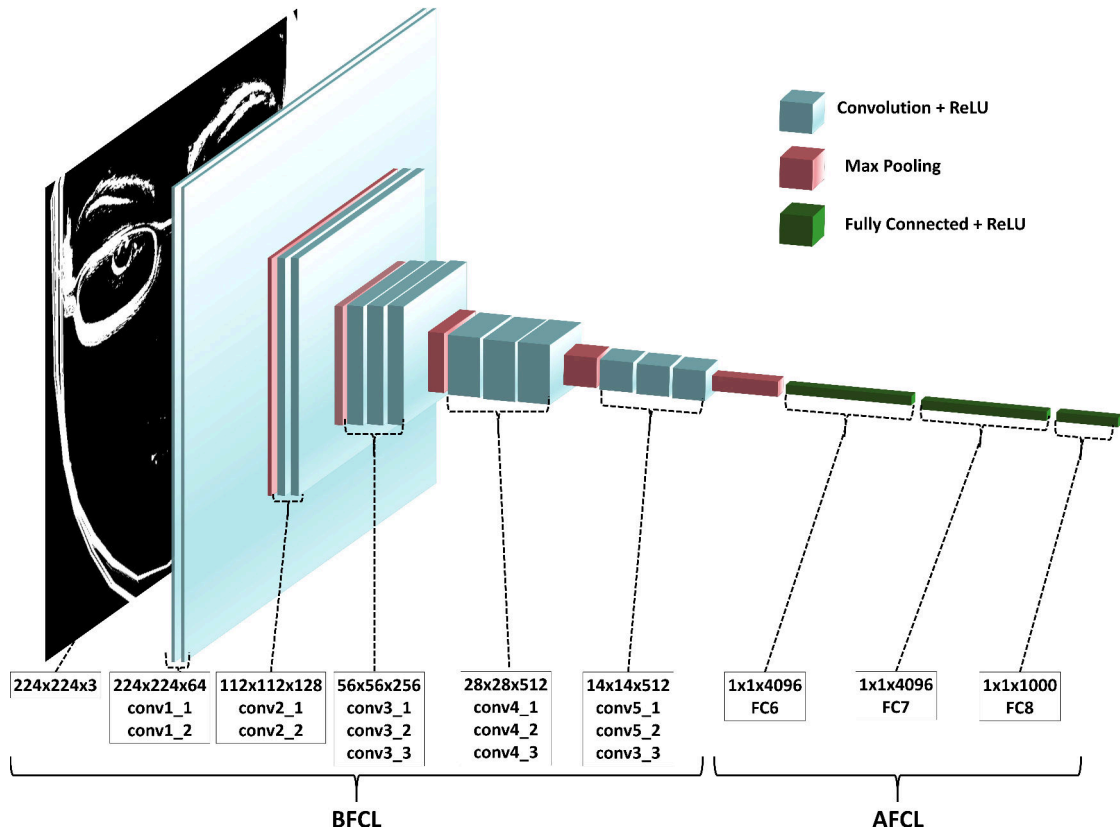 Convolution + ReLU
Max Pooling
Fully Connected + ReLU
224x224x3
224x224x64
conv1_1
conv1_2
112x112x128
conv2_1
conv2_2
56x56x256
conv3_1
conv3_2
conv3_3
28x28x512
conv4_1
conv4_2
conv4_3
14x14x512
conv5_1
conv5_2
conv3_3
1x1x4096
FC6
1x1x4096
FC7
1x1x1000
FC8
BFCL
AFCL